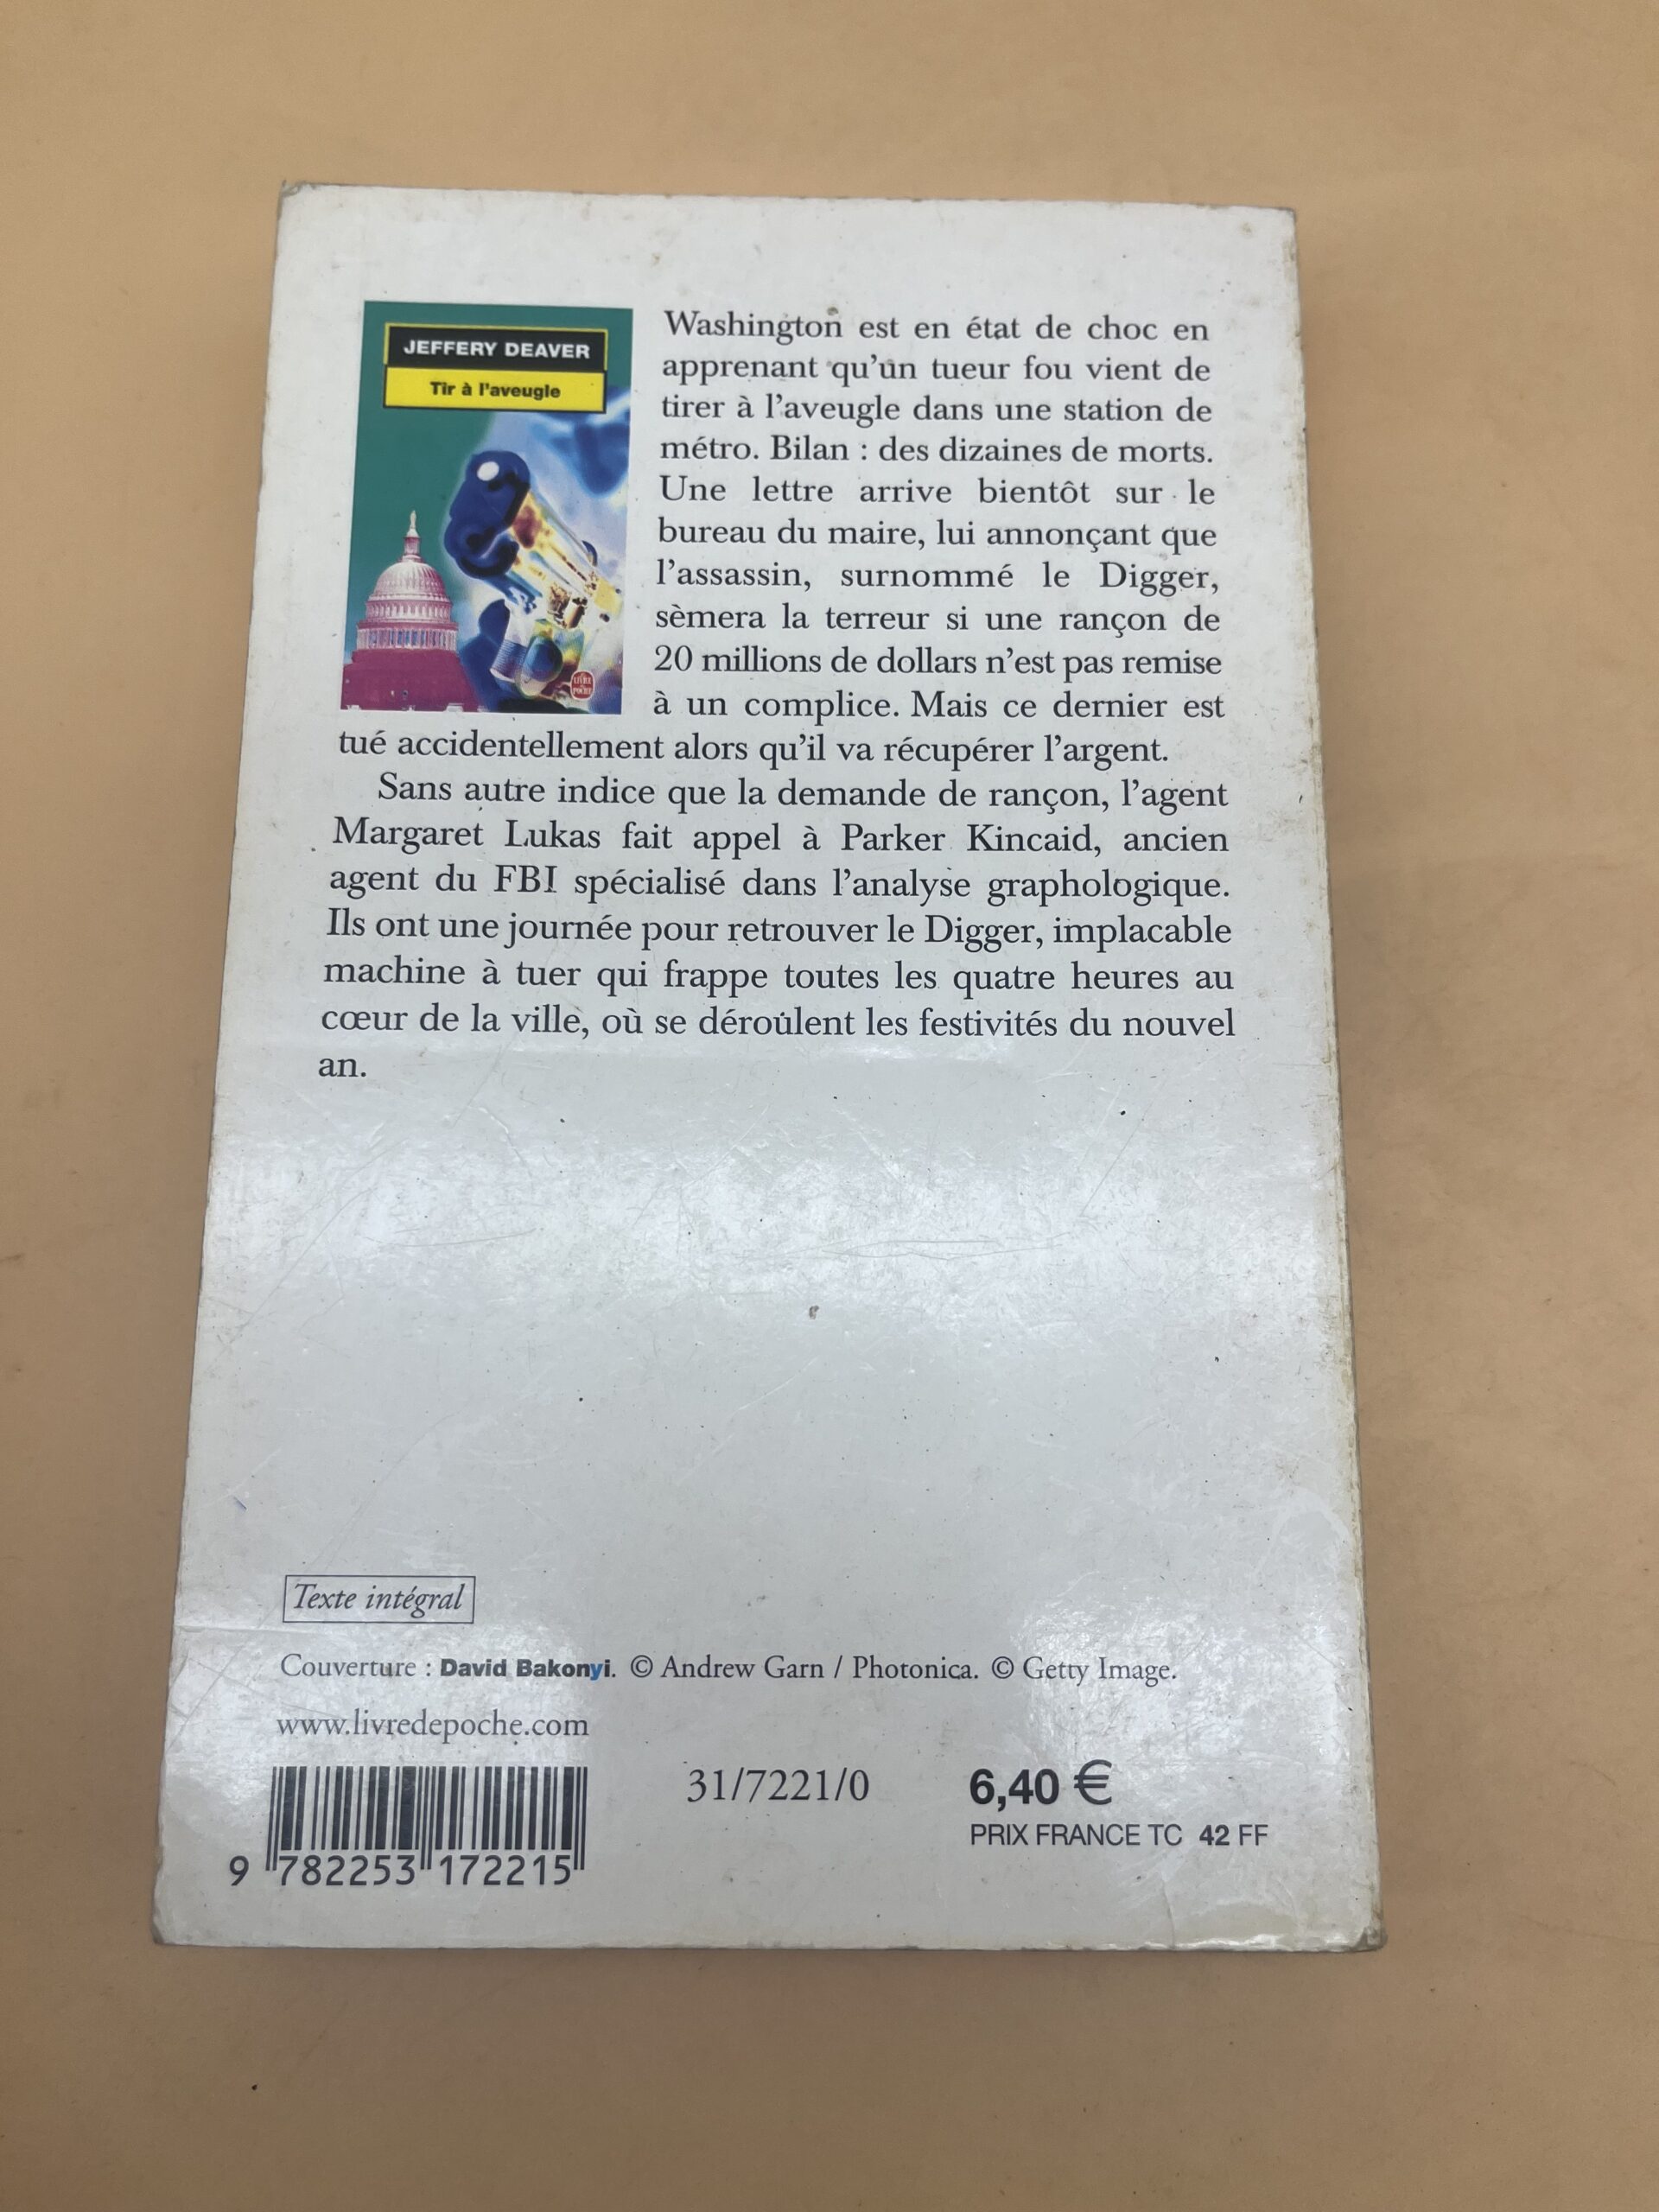 JEFFERY DEAVER
Tir à l'aveugle
LE LIVRE DE POCHE
Washington est en état de choc en
apprenant qu'un tueur fou vient de
tirer à l'aveugle dans une station de
métro. Bilan : des dizaines de morts.
Une lettre arrive bientôt sur le
bureau du maire, lui annonçant que
l'assassin, surnommé le Digger,
sèmera la terreur si une rançon de
20 millions de dollars n'est pas remise
à un complice. Mais ce dernier est
tué accidentellement alors qu'il va récupérer l'argent.
Sans autre indice que la demande de rançon, l'agent
Margaret Lukas fait appel à Parker Kincaid, ancien
agent du FBI spécialisé dans l'analyse graphologique.
Ils ont une journée pour retrouver le Digger, implacable
machine à tuer qui frappe toutes les quatre heures au
cœur de la ville, où se déroulent les festivités du nouvel
an.
Texte intégral
Couverture : David Bakonyi. © Andrew Garn / Photonica. © Getty Image.
www.livredepoche.com
31/7221/0
6,40 €
PRIX FRANCE TC 42 FF
9 782253 172215